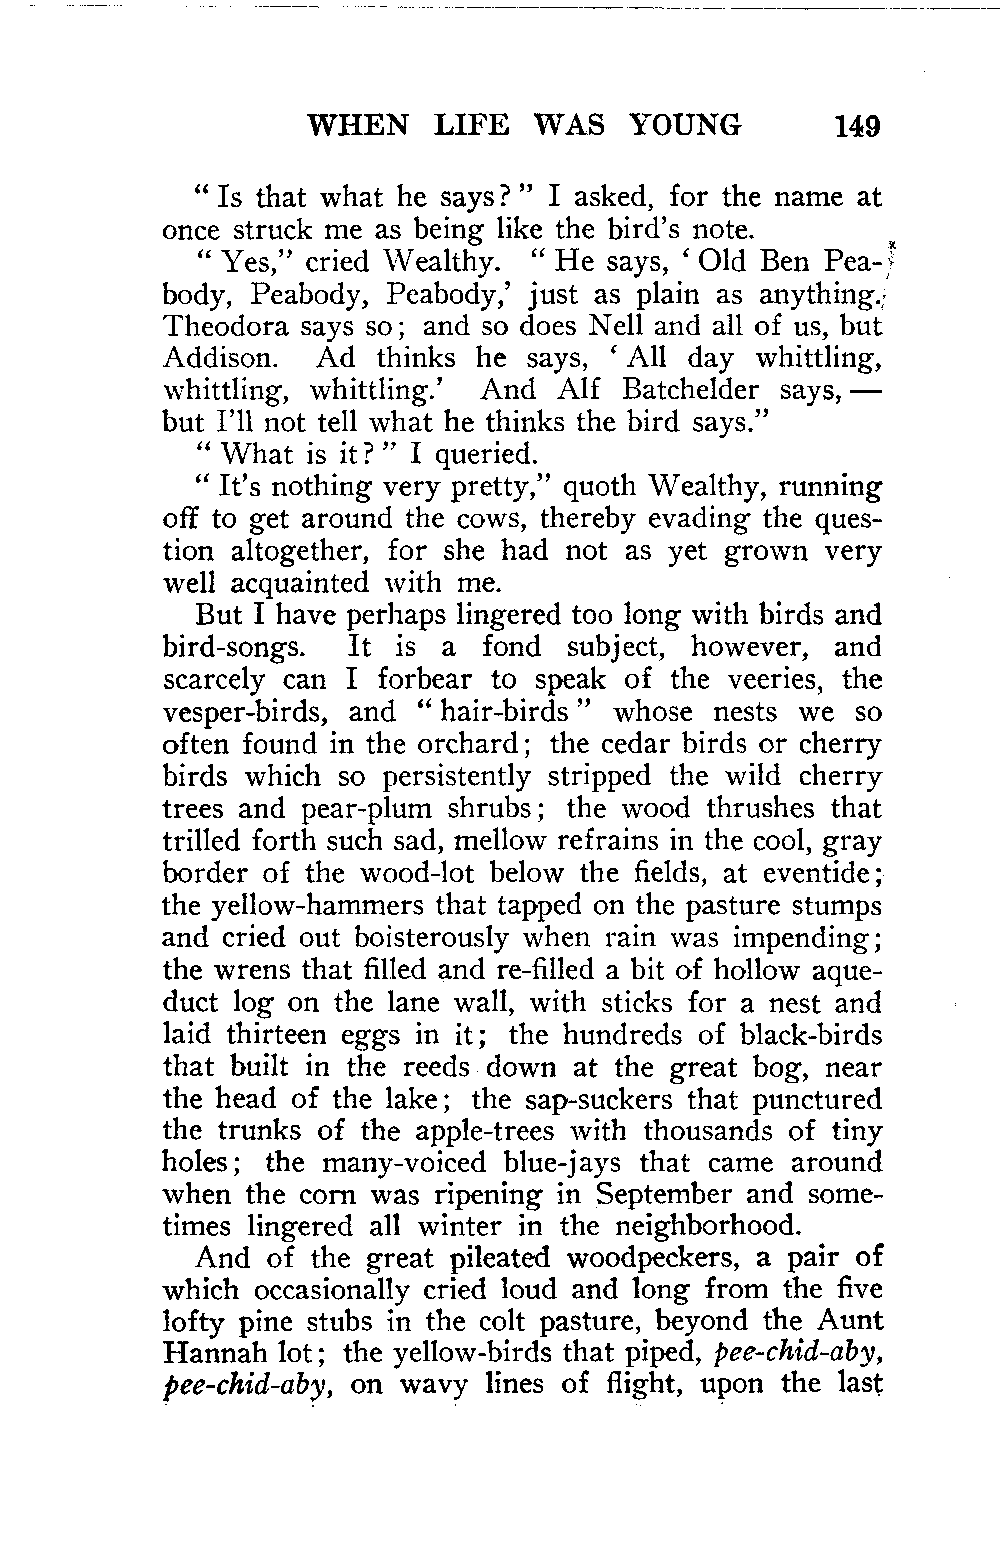 WHEN LIFE WAS YOUNG 149
“ Is that what he says? ” I asked, for the name at
once struck me as being like the bird’s note.
“ Yes,” cried Wealthy. “ He says, ‘ Old Ben Pea-
body, Peabody, Peabody,’ just as plain as anything.
Theodora says so; and so does Nell and all of us, but
Addison. Ad thinks he says, ‘ All day whittling,
whittling, whittling.’ And Alf Batchelder says, —
but I’ll not tell what he thinks the bird says.”
“ What is it? ” I queried.
“ It’s nothing very pretty,” quoth Wealthy, running
off to get around the cows, thereby evading the ques-
tion altogether, for she had not as yet grown very
well acquainted with me.
But I have perhaps lingered too long with birds and
bird-songs. It is a fond subject, however, and
scarcely can I forbear to speak of the veeries, the
vesper-birds, and “ hair-birds ” whose nests we so
often found in the orchard; the cedar birds or cherry
birds which so persistently stripped the wild cherry
trees and pear-plum shrubs; the wood thrushes that
trilled forth such sad, mellow refrains in the cool, gray
border of the wood-lot below the fields, at eventide;
the yellow-hammers that tapped on the pasture stumps
and cried out boisterously when rain was impending;
the wrens that filled and re-filled a bit of hollow aque-
duct log on the lane wall, with sticks for a nest and
laid thirteen eggs in it; the hundreds of black-birds
that built in the reeds down at the great bog, near
the head of the lake; the sap-suckers that punctured
the trunks of the apple-trees with thousands of tiny
holes; the many-voiced blue-jays that came around
when the corn was ripening in September and some-
times lingered all winter in the neighborhood.
And of the great pileated woodpeckers, a pair of
which occasionally cried loud and long from the five
lofty pine stubs in the colt pasture, beyond the Aunt
Hannah lot; the yellow-birds that piped, pee-chid-aby,
pee-chid-aby, on wavy lines of flight, upon the last